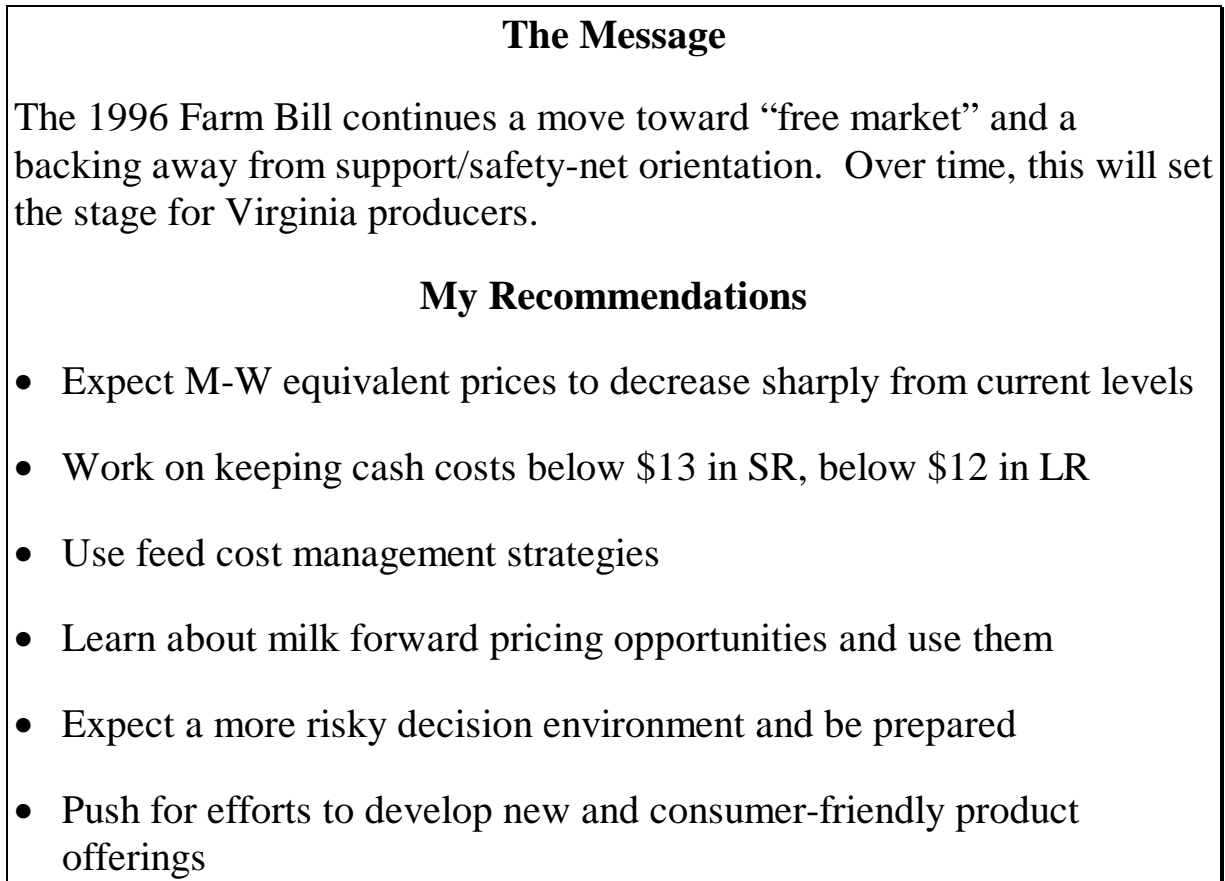 The Message
The 1996 Farm Bill continues a move toward “free market” and a
backing away from support/safety-net orientation.  Over time, this will set
the stage for Virginia producers.
My Recommendations
• Expect M-W equivalent prices to decrease sharply from current levels
• Work on keeping cash costs below $13 in SR, below $12 in LR
• Use feed cost management strategies
• Learn about milk forward pricing opportunities and use them
• Expect a more risky decision environment and be prepared
• Push for efforts to develop new and consumer-friendly product
offerings